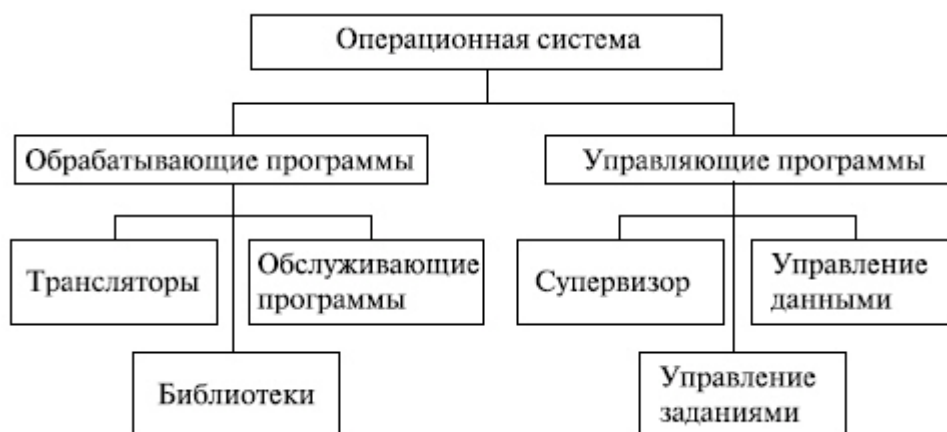 Операционная система
Обрабатывающие программы
Управляющие программы
Трансляторы
Обслуживающие
программы
Супервизор
Управление
данными
Библиотеки
Управление
заданиями